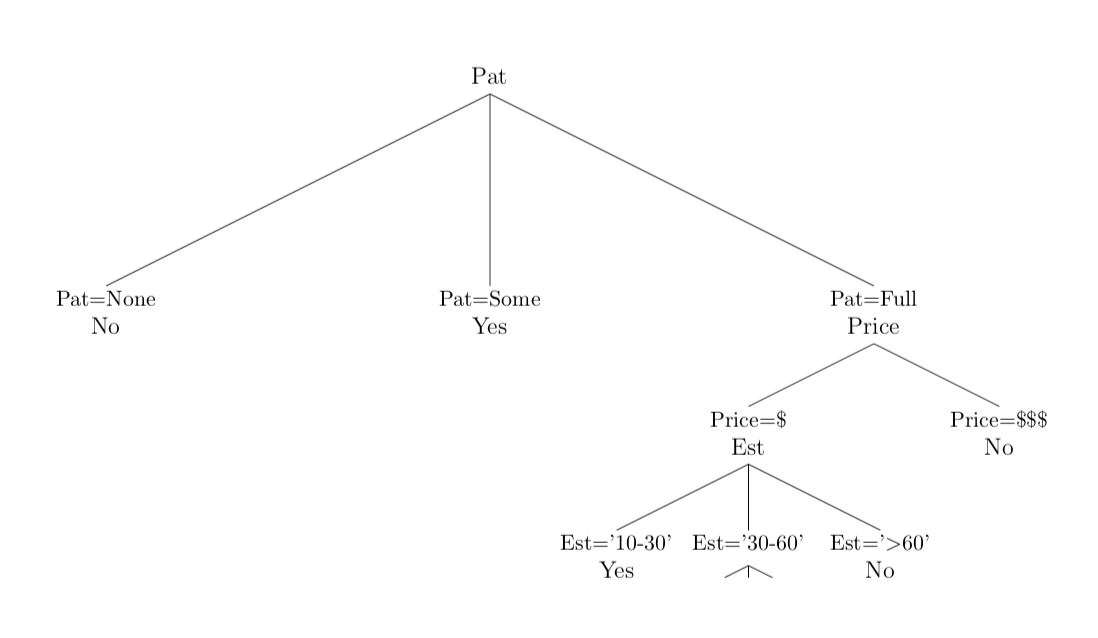 Pat
Pat=None Pat=Some Pat=Full
No Yes Price
Price=$ Price=$$$
Est No
Est='10-30' Est='30-60' Est='>60'
Yes No